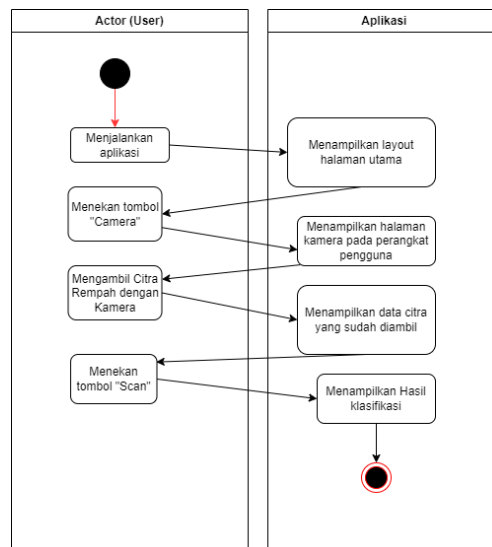 Actor (User)
Aplikasi
Menjalankan
aplikasi
Menampilkan layout
halaman utama
Menekan tombol
"Camera"
Menampilkan halaman
kamera pada perangkat
pengguna
Mengambil Citra
Rempah dengan
Kamera
Menampilkan data citra
yang sudah diambil
Menekan
tombol "Scan"
Menampilkan Hasil
klasifikasi